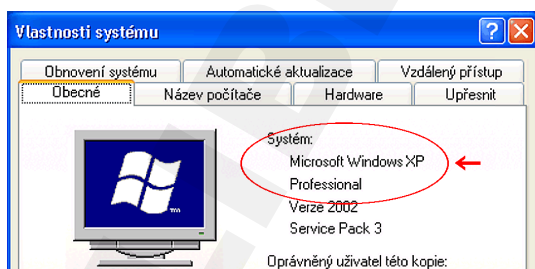 Vlastnosti systému
Obnovení systému Automatické aktualizace Vzdálený přístup
Obecné Název počítače Hardware Upřesnit
Systém:
Microsoft Windows XP
Professional
Verze 2002
Service Pack 3
Oprávněný uživatel této kopie: